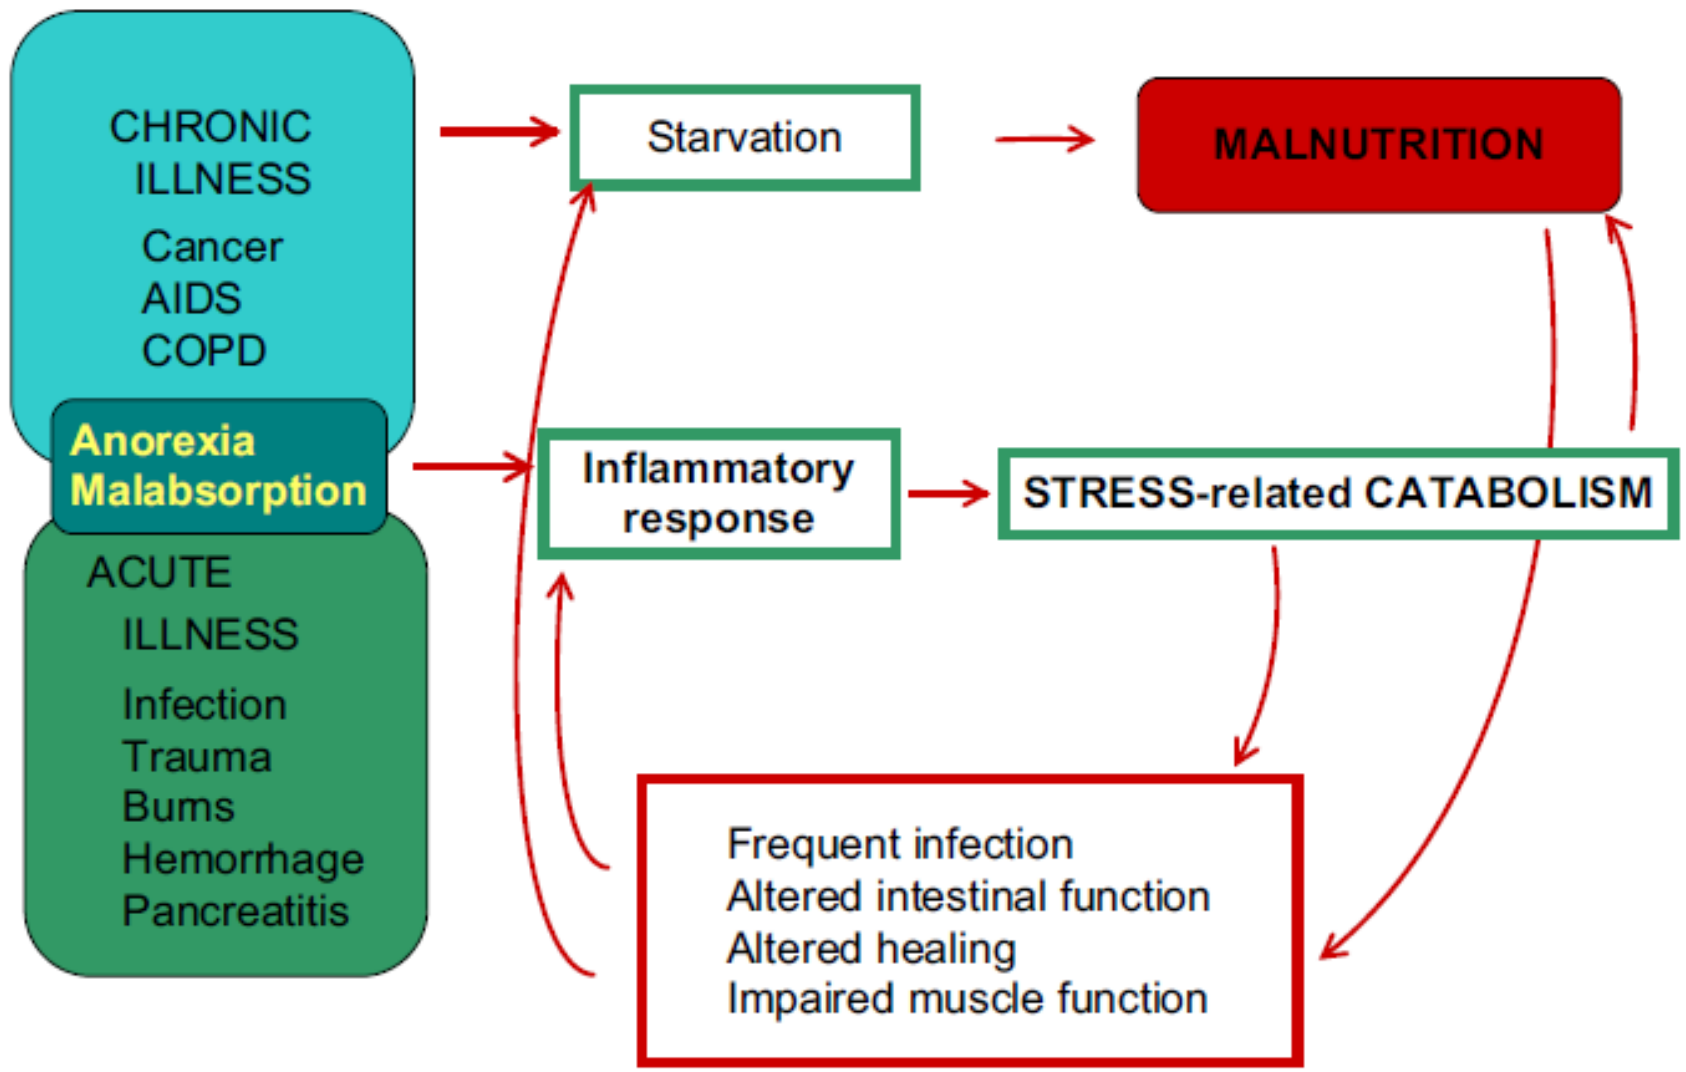 CHRONIC
ILLNESS
Cancer
AIDS
COPD
Anorexia
Malabsorption
ACUTE
ILLNESS
Infection
Trauma
Burns
Hemorrhage
Pancreatitis
Starvation
MALNUTRITION
Inflammatory
response
STRESS-related CATABOLISM
Frequent infection
Altered intestinal function
Altered healing
Impaired muscle function